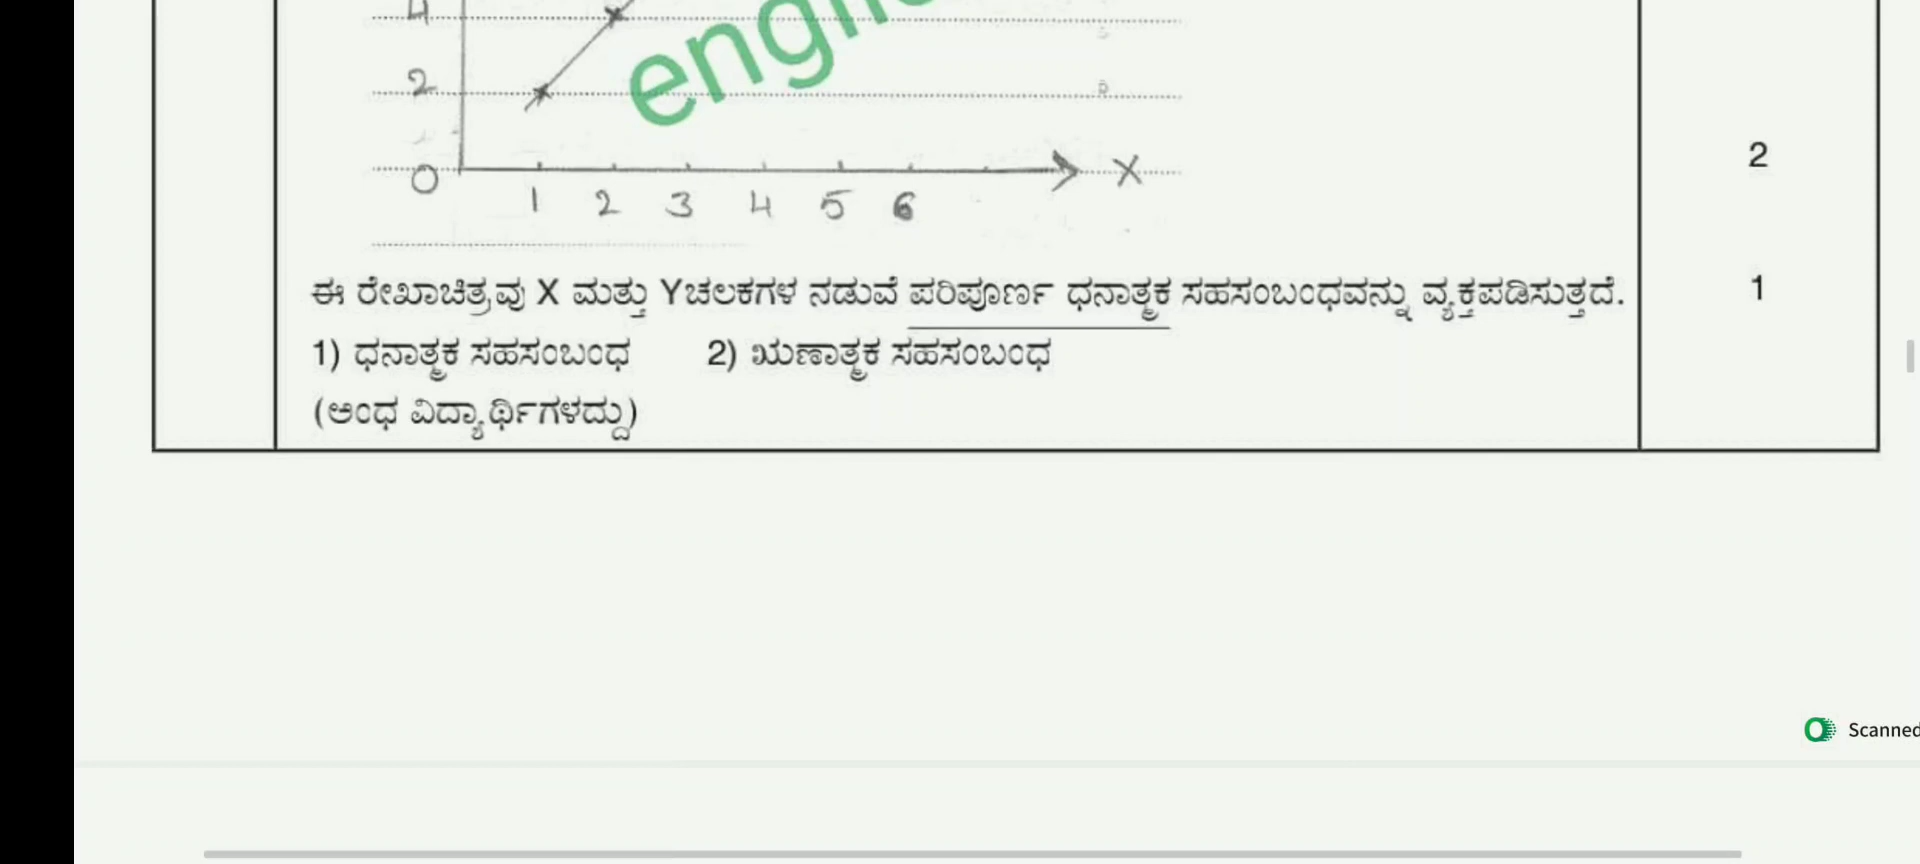 4
engli
2
2
0
X
1 2 3 4 5 6
ಈ ರೇಖಾಚಿತ್ರವು X ಮತ್ತು Yಚಲಕಗಳ ನಡುವೆ ಪರಿಪೂರ್ಣ ಧನಾತ್ಮಕ ಸಹಸಂಬಂಧವನ್ನು ವ್ಯಕ್ತಪಡಿಸುತ್ತದೆ. 1
1) ಧನಾತ್ಮಕ ಸಹಸಂಬಂಧ 2) ಋಣಾತ್ಮಕ ಸಹಸಂಬಂಧ
(ಅಂಧ ವಿದ್ಯಾರ್ಥಿಗಳದ್ದು)
Scanned